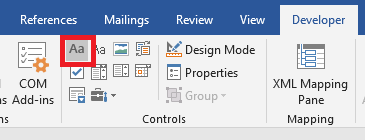 References Mailings Review View Developer
Aa Aa Design Mode
COM Properties XML Mapping
Add-ins Group Pane
ns Controls Mapping